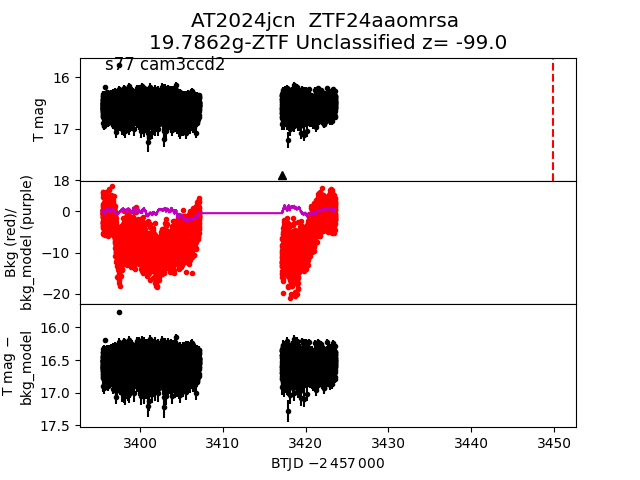 AT2024jcn ZTF24aaomrsa
19.7862g-ZTF Unclassified z= -99.0
s77 cam3ccd2
T mag
16
17
18
Bkg (red)/
bkg_model (purple)
0
−10
−20
T mag −
bkg_model
16.0
16.5
17.0
17.5
3400 3410 3420 3430 3440 3450
BTJD −2 457 000